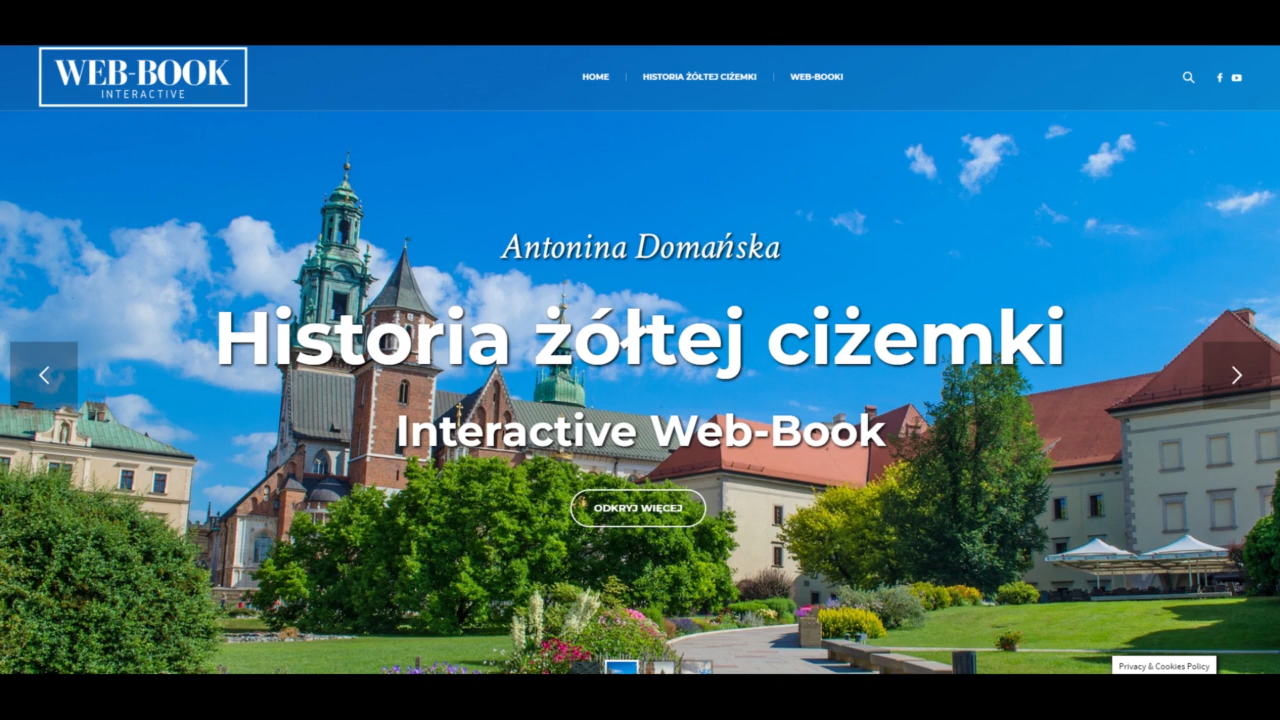 WEB-BOOK
INTERACTIVE
HOME
HISTORIA ŻÓŁTEJ CIŻEMKI
WEB-BOOKI
Antonina Domańska
Historia żółtej ciżemki
Interactive Web-Book
ODKRYJ WIĘCEJ
Privacy & Cookies Policy